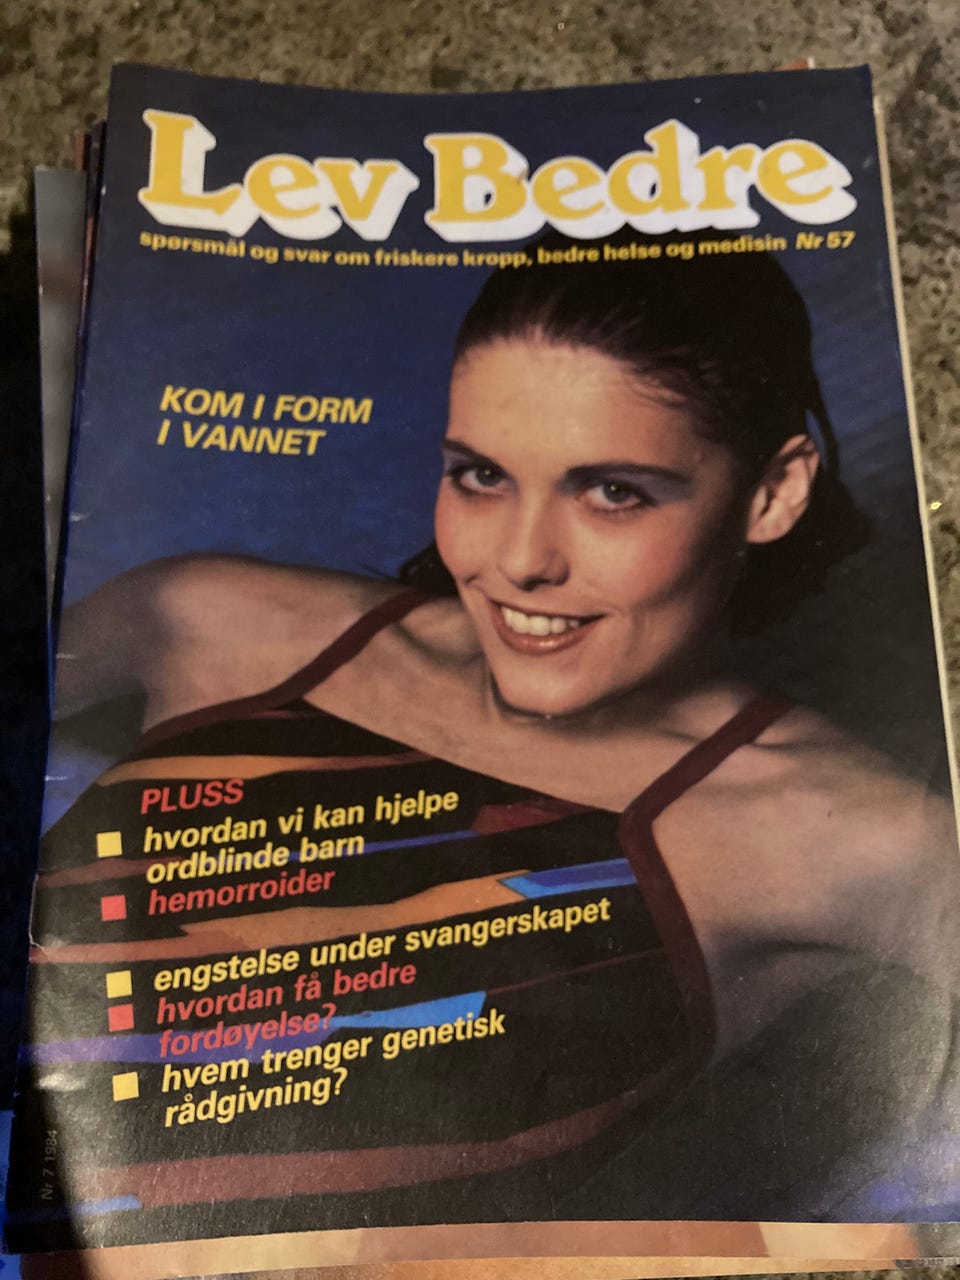 Lev Bedre
spørsmål og svar om friskere kropp, bedre helse og medisin Nr 57
KOM I FORM
I VANNET
PLUSS
hvordan vi kan hjelpe
ordblinde barn
hemorroider
engstelse under svangerskapet
hvordan få bedre
fordøyelse?
hvem trenger genetisk
rådgivning?
Nr 7 1984